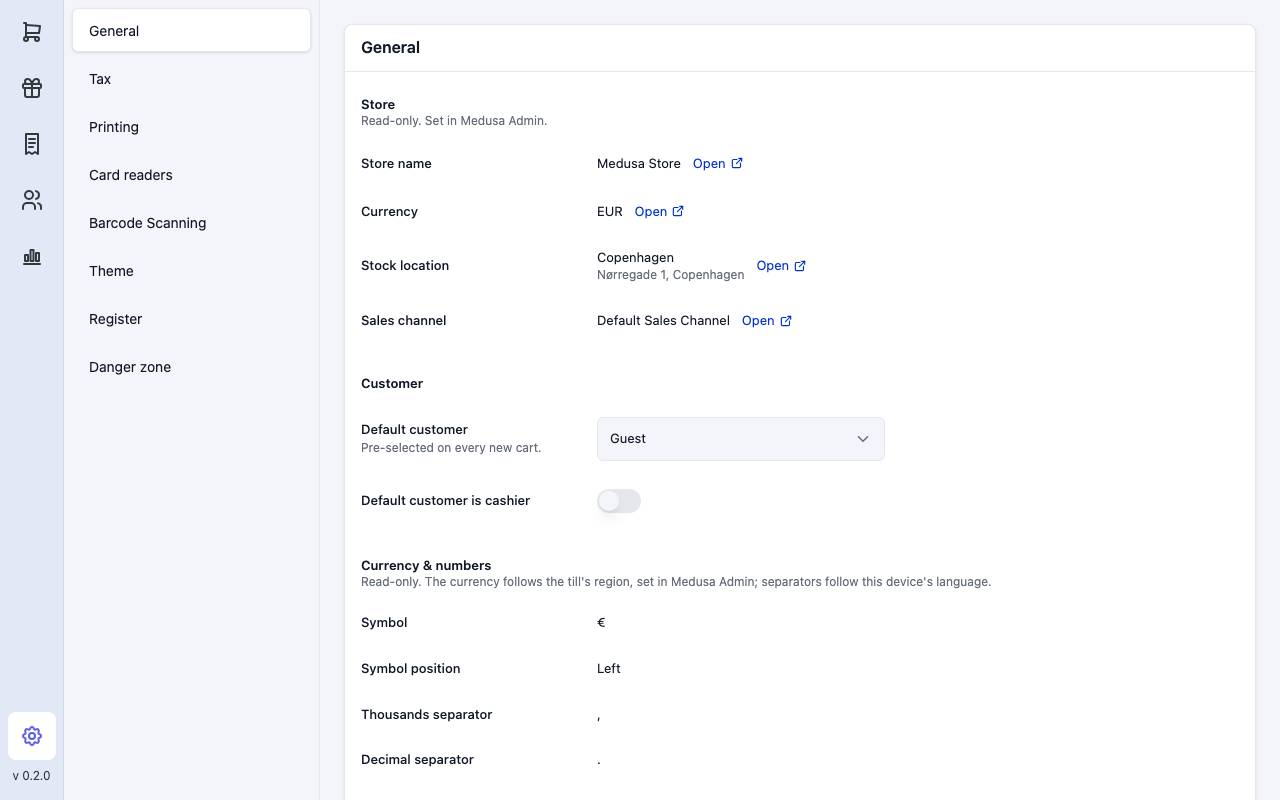 General
Tax
Printing
Card readers
Barcode Scanning
Theme
Register
Danger zone
v 0.2.0
General
Store
Read-only. Set in Medusa Admin.
Store name Medusa Store Open
Currency EUR Open
Stock location Copenhagen Open
Nørregade 1, Copenhagen
Sales channel Default Sales Channel Open
Customer
Default customer Guest
Pre-selected on every new cart.
Default customer is cashier
Currency & numbers
Read-only. The currency follows the till's region, set in Medusa Admin; separators follow this device's language.
Symbol €
Symbol position Left
Thousands separator ,
Decimal separator .